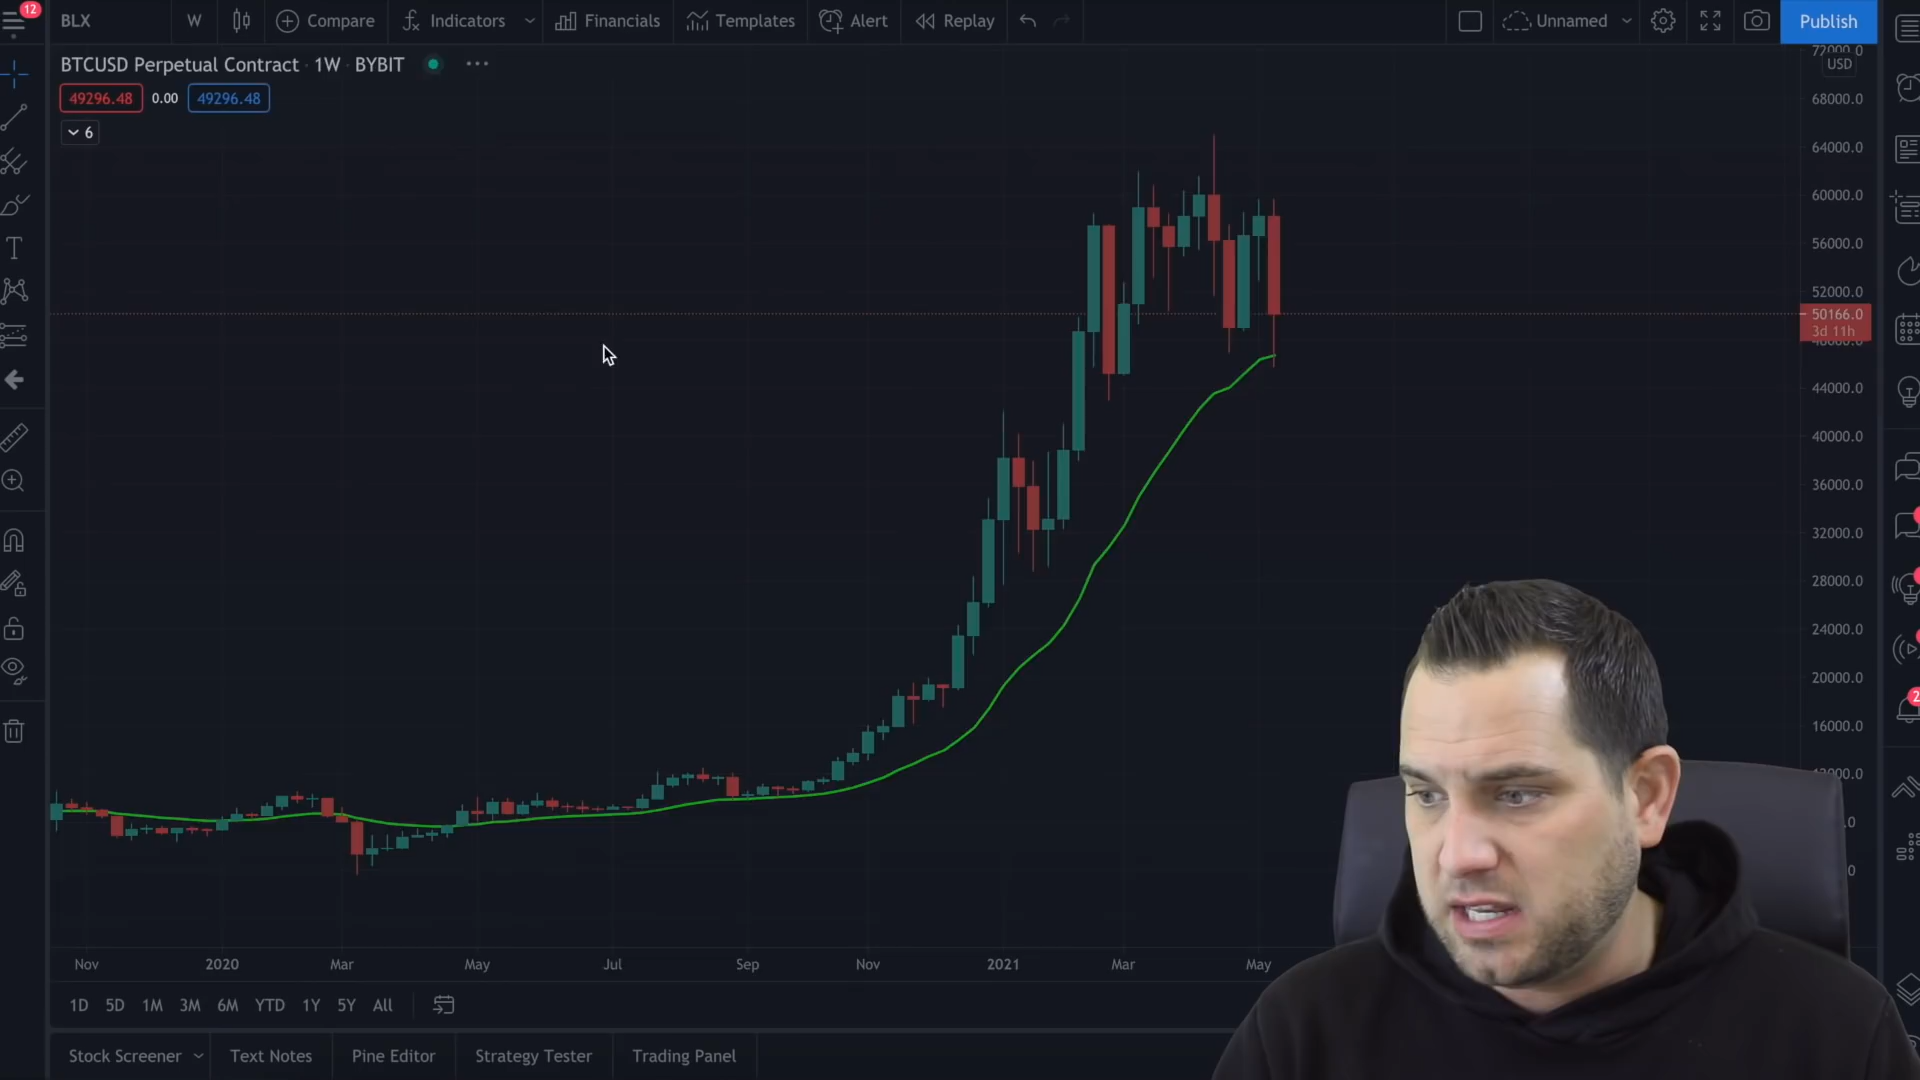 12
BLX
W
Compare
Indicators
Financials
Templates
Alert
Replay
Unnamed
Publish
BTCUSD Perpetual Contract · 1W · BYBIT
49296.48 0.00 49296.48
6
72000.0
USD
68000.0
64000.0
60000.0
56000.0
52000.0
50166.0
3d 11h
44000.0
40000.0
36000.0
32000.0
28000.0
24000.0
20000.0
16000.0
Nov 2020 Mar May Jul Sep Nov 2021 Mar May
1D 5D 1M 3M 6M YTD 1Y 5Y All
Stock Screener Text Notes Pine Editor Strategy Tester Trading Panel